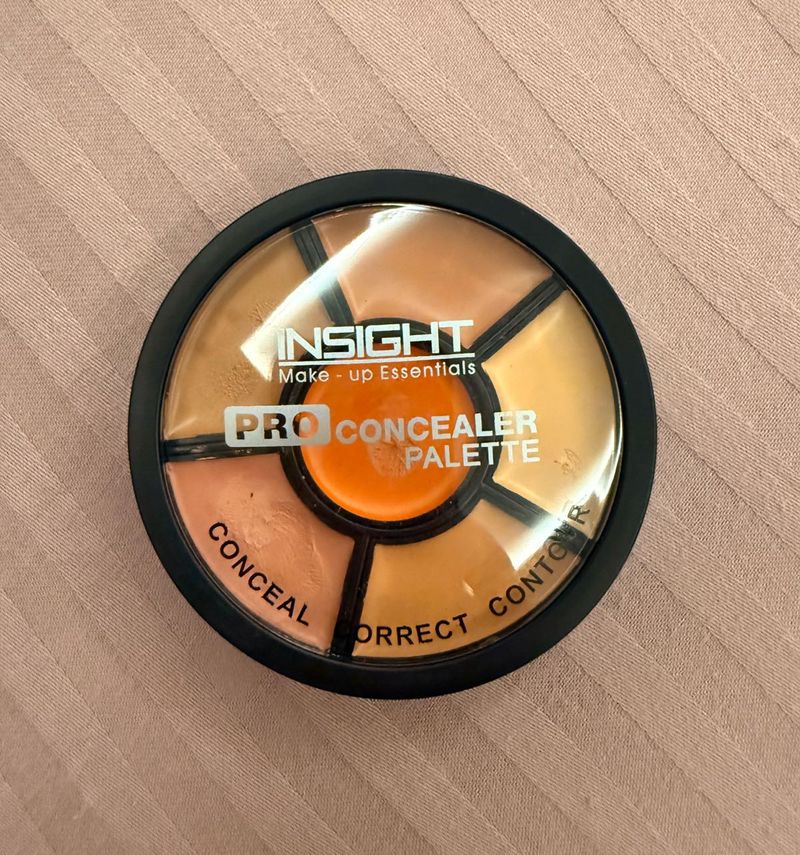 INSIGHT
Make - up Essentials
PRO CONCEALER
PALETTE
CONCEAL CORRECT CONTOUR